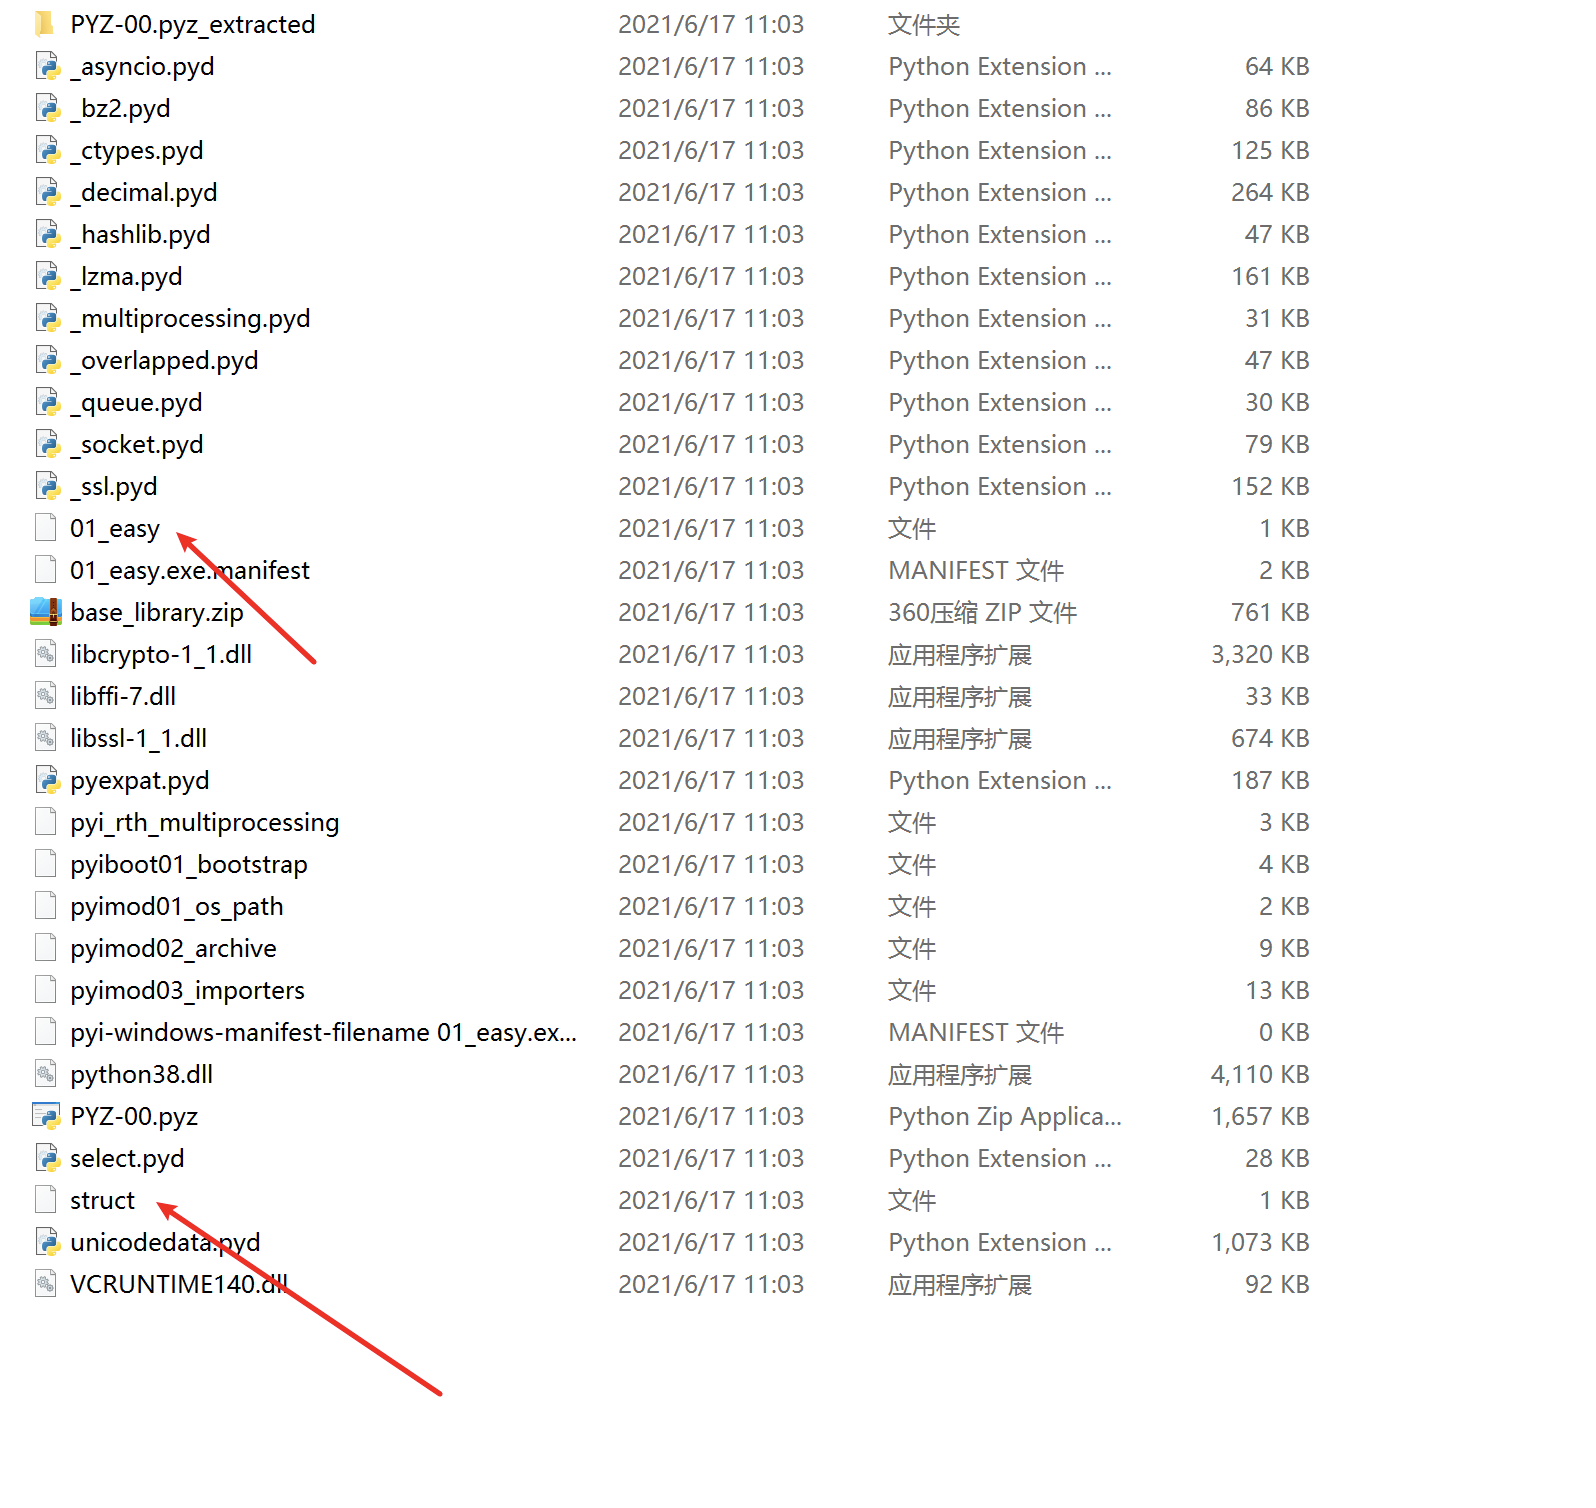 PYZ-00.pyz_extracted 2021/6/17 11:03 文件夹
_asyncio.pyd 2021/6/17 11:03 Python Extension ... 64 KB
_bz2.pyd 2021/6/17 11:03 Python Extension ... 86 KB
_ctypes.pyd 2021/6/17 11:03 Python Extension ... 125 KB
_decimal.pyd 2021/6/17 11:03 Python Extension ... 264 KB
_hashlib.pyd 2021/6/17 11:03 Python Extension ... 47 KB
_lzma.pyd 2021/6/17 11:03 Python Extension ... 161 KB
_multiprocessing.pyd 2021/6/17 11:03 Python Extension ... 31 KB
_overlapped.pyd 2021/6/17 11:03 Python Extension ... 47 KB
_queue.pyd 2021/6/17 11:03 Python Extension ... 30 KB
_socket.pyd 2021/6/17 11:03 Python Extension ... 79 KB
_ssl.pyd 2021/6/17 11:03 Python Extension ... 152 KB
01_easy 2021/6/17 11:03 文件 1 KB
01_easy.exe.manifest 2021/6/17 11:03 MANIFEST 文件 2 KB
base_library.zip 2021/6/17 11:03 360压缩 ZIP 文件 761 KB
libcrypto-1_1.dll 2021/6/17 11:03 应用程序扩展 3,320 KB
libffi-7.dll 2021/6/17 11:03 应用程序扩展 33 KB
libssl-1_1.dll 2021/6/17 11:03 应用程序扩展 674 KB
pyexpat.pyd 2021/6/17 11:03 Python Extension ... 187 KB
pyi_rth_multiprocessing 2021/6/17 11:03 文件 3 KB
pyiboot01_bootstrap 2021/6/17 11:03 文件 4 KB
pyimod01_os_path 2021/6/17 11:03 文件 2 KB
pyimod02_archive 2021/6/17 11:03 文件 9 KB
pyimod03_importers 2021/6/17 11:03 文件 13 KB
pyi-windows-manifest-filename 01_easy.ex... 2021/6/17 11:03 MANIFEST 文件 0 KB
python38.dll 2021/6/17 11:03 应用程序扩展 4,110 KB
PYZ-00.pyz 2021/6/17 11:03 Python Zip Applica... 1,657 KB
select.pyd 2021/6/17 11:03 Python Extension ... 28 KB
struct 2021/6/17 11:03 文件 1 KB
unicodedata.pyd 2021/6/17 11:03 Python Extension ... 1,073 KB
VCRUNTIME140.dll 2021/6/17 11:03 应用程序扩展 92 KB